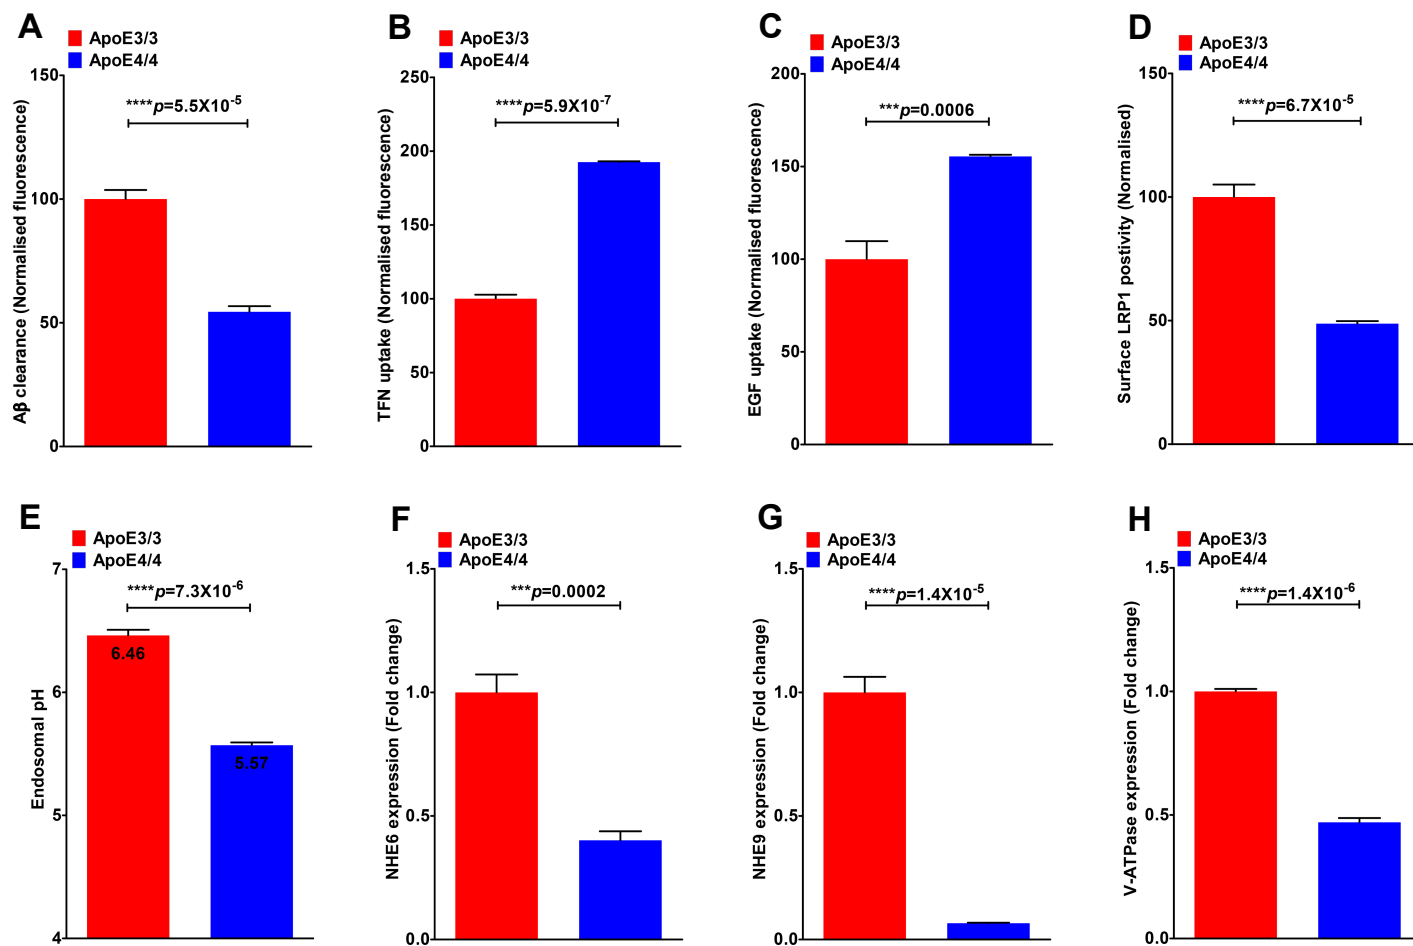 A
ApoE3/3
ApoE4/4
Aβ clearance (Normalised fluorescence)
150
100
50
0
****p=5.5X10-5
B
ApoE3/3
ApoE4/4
TFN uptake (Normalised fluorescence)
250
200
150
100
50
0
****p=5.9X10-7
C
ApoE3/3
ApoE4/4
EGF uptake (Normalised fluorescence)
200
150
100
50
0
***p=0.0006
D
ApoE3/3
ApoE4/4
Surface LRP1 postivity (Normalised)
150
100
50
0
****p=6.7X10-5
E
ApoE3/3
ApoE4/4
Endosomal pH
7
6
5
4
****p=7.3X10-6
6.46
5.57
F
ApoE3/3
ApoE4/4
NHE6 expression (Fold change)
1.5
1.0
0.5
0.0
***p=0.0002
G
ApoE3/3
ApoE4/4
NHE9 expression (Fold change)
1.5
1.0
0.5
0.0
****p=1.4X10-5
H
ApoE3/3
ApoE4/4
V-ATPase expression (Fold change)
1.5
1.0
0.5
0.0
****p=1.4X10-6